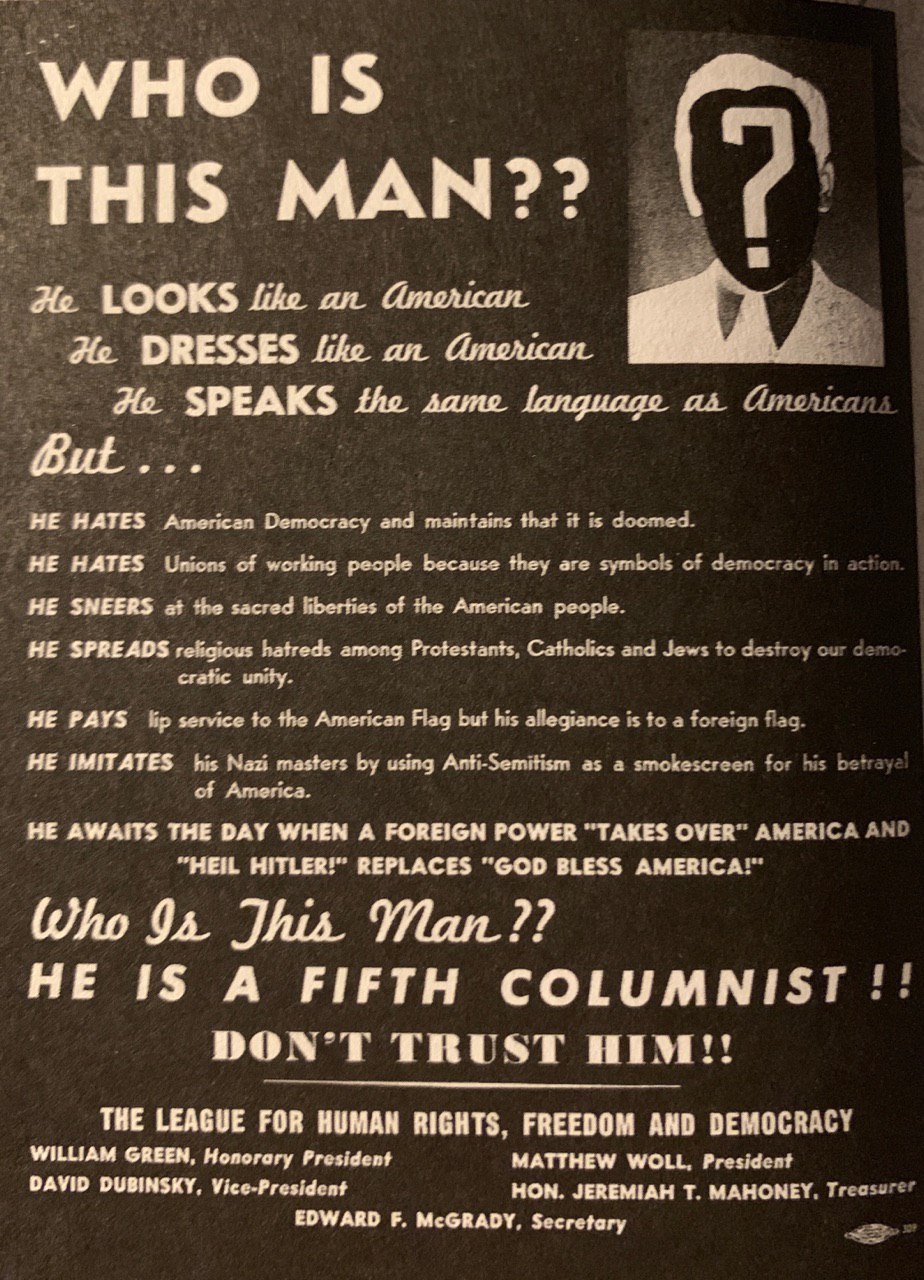 WHO IS
THIS MAN??
?
He LOOKS like an American
He DRESSES like an American
He SPEAKS the same language as Americans
But...
HE HATES American Democracy and maintains that it is doomed.
HE HATES Unions of working people because they are symbols of democracy in action.
HE SNEERS at the sacred liberties of the American people.
HE SPREADS religious hatreds among Protestants, Catholics and Jews to destroy our demo-
cratic unity.
HE PAYS lip service to the American Flag but his allegiance is to a foreign flag.
HE IMITATES his Nazi masters by using Anti-Semitism as a smokescreen for his betrayal
of America.
HE AWAITS THE DAY WHEN A FOREIGN POWER "TAKES OVER" AMERICA AND
"HEIL HITLER!" REPLACES "GOD BLESS AMERICA!"
Who Is This Man??
HE IS A FIFTH COLUMNIST!!
DON'T TRUST HIM!!
THE LEAGUE FOR HUMAN RIGHTS, FREEDOM AND DEMOCRACY
WILLIAM GREEN, Honorary President
MATTHEW WOLL, President
DAVID DUBINSKY, Vice-President
HON. JEREMIAH T. MAHONEY, Treasurer
EDWARD F. McGRADY, Secretary